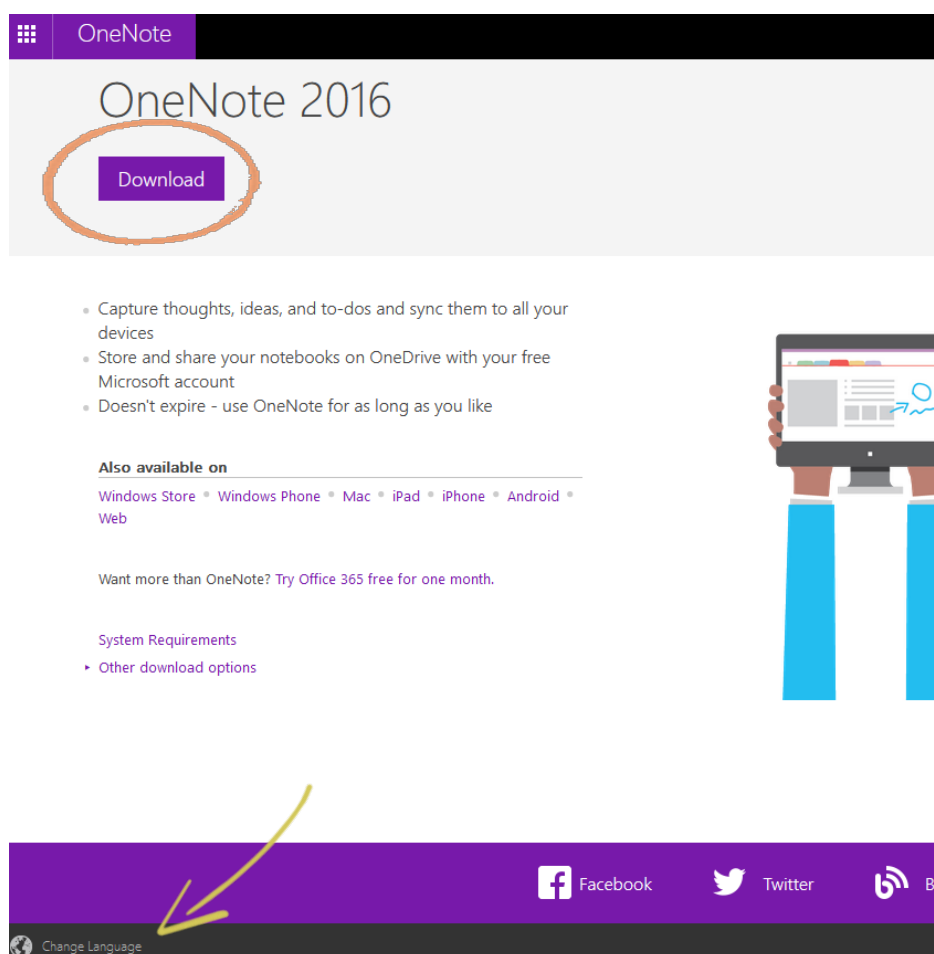 OneNote
OneNote 2016
Download
Capture thoughts, ideas, and to-dos and sync them to all your
devices
Store and share your notebooks on OneDrive with your free
Microsoft account
Doesn't expire - use OneNote for as long as you like
Also available on
Windows Store • Windows Phone • Mac • iPad • iPhone • Android •
Web
Want more than OneNote? Try Office 365 free for one month.
System Requirements
Other download options
Facebook Twitter B
Change Language